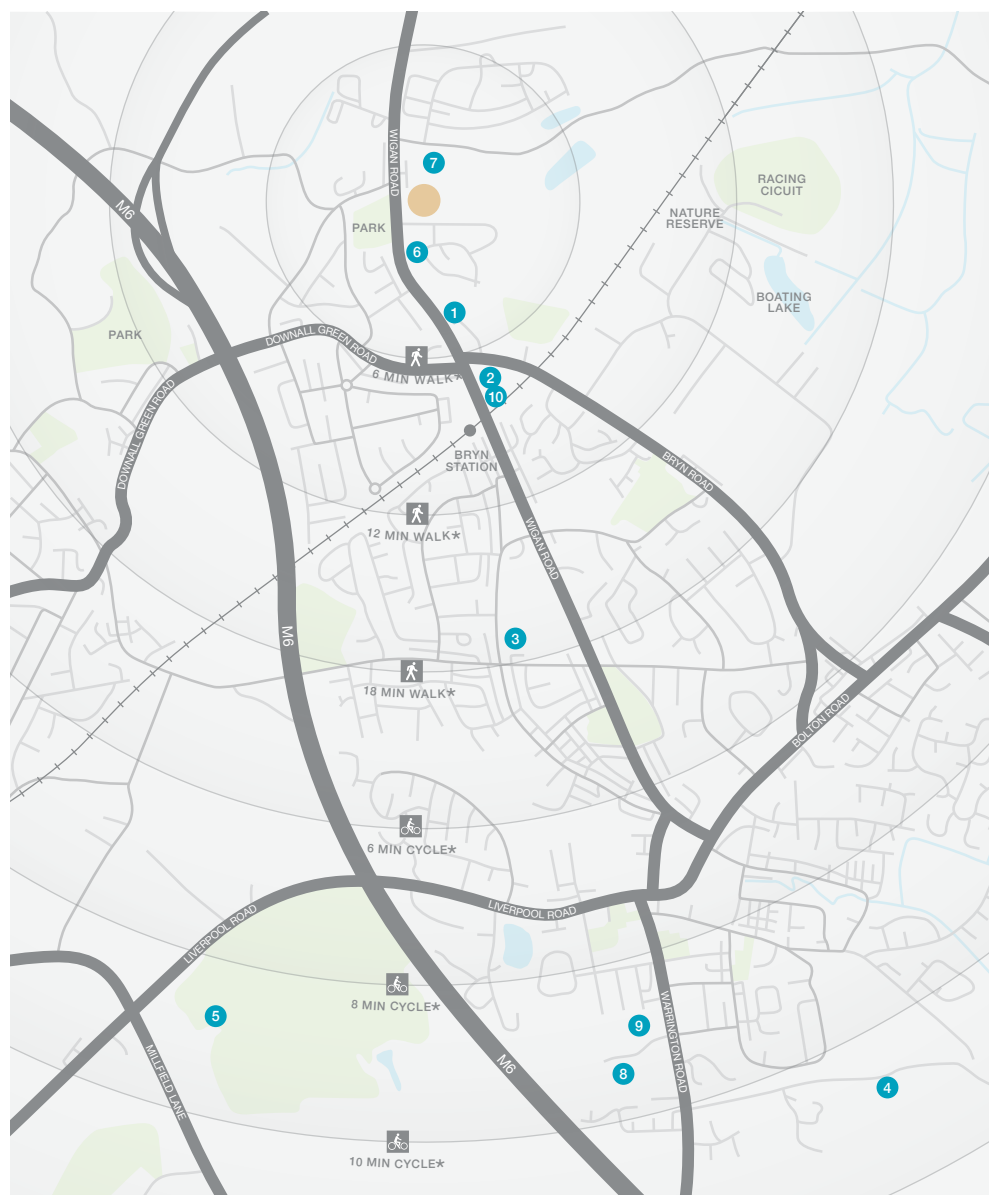 WIGAN ROAD
7
RACING
CICUIT
M6
NATURE
RESERVE
PARK
6
BOATING
LAKE
1
PARK
DOWNALL GREEN ROAD
6 MIN WALK*
2
10
DOWNALL GREEN ROAD
BRYN
STATION
BRYN ROAD
12 MIN WALK*
WIGAN ROAD
M6
3
18 MIN WALK*
BOLTON ROAD
6 MIN CYCLE*
LIVERPOOL ROAD
LIVERPOOL ROAD
8 MIN CYCLE*
5
9
WARRINGTON ROAD
M6
8
MILLFIELD LANE
4
10 MIN CYCLE*